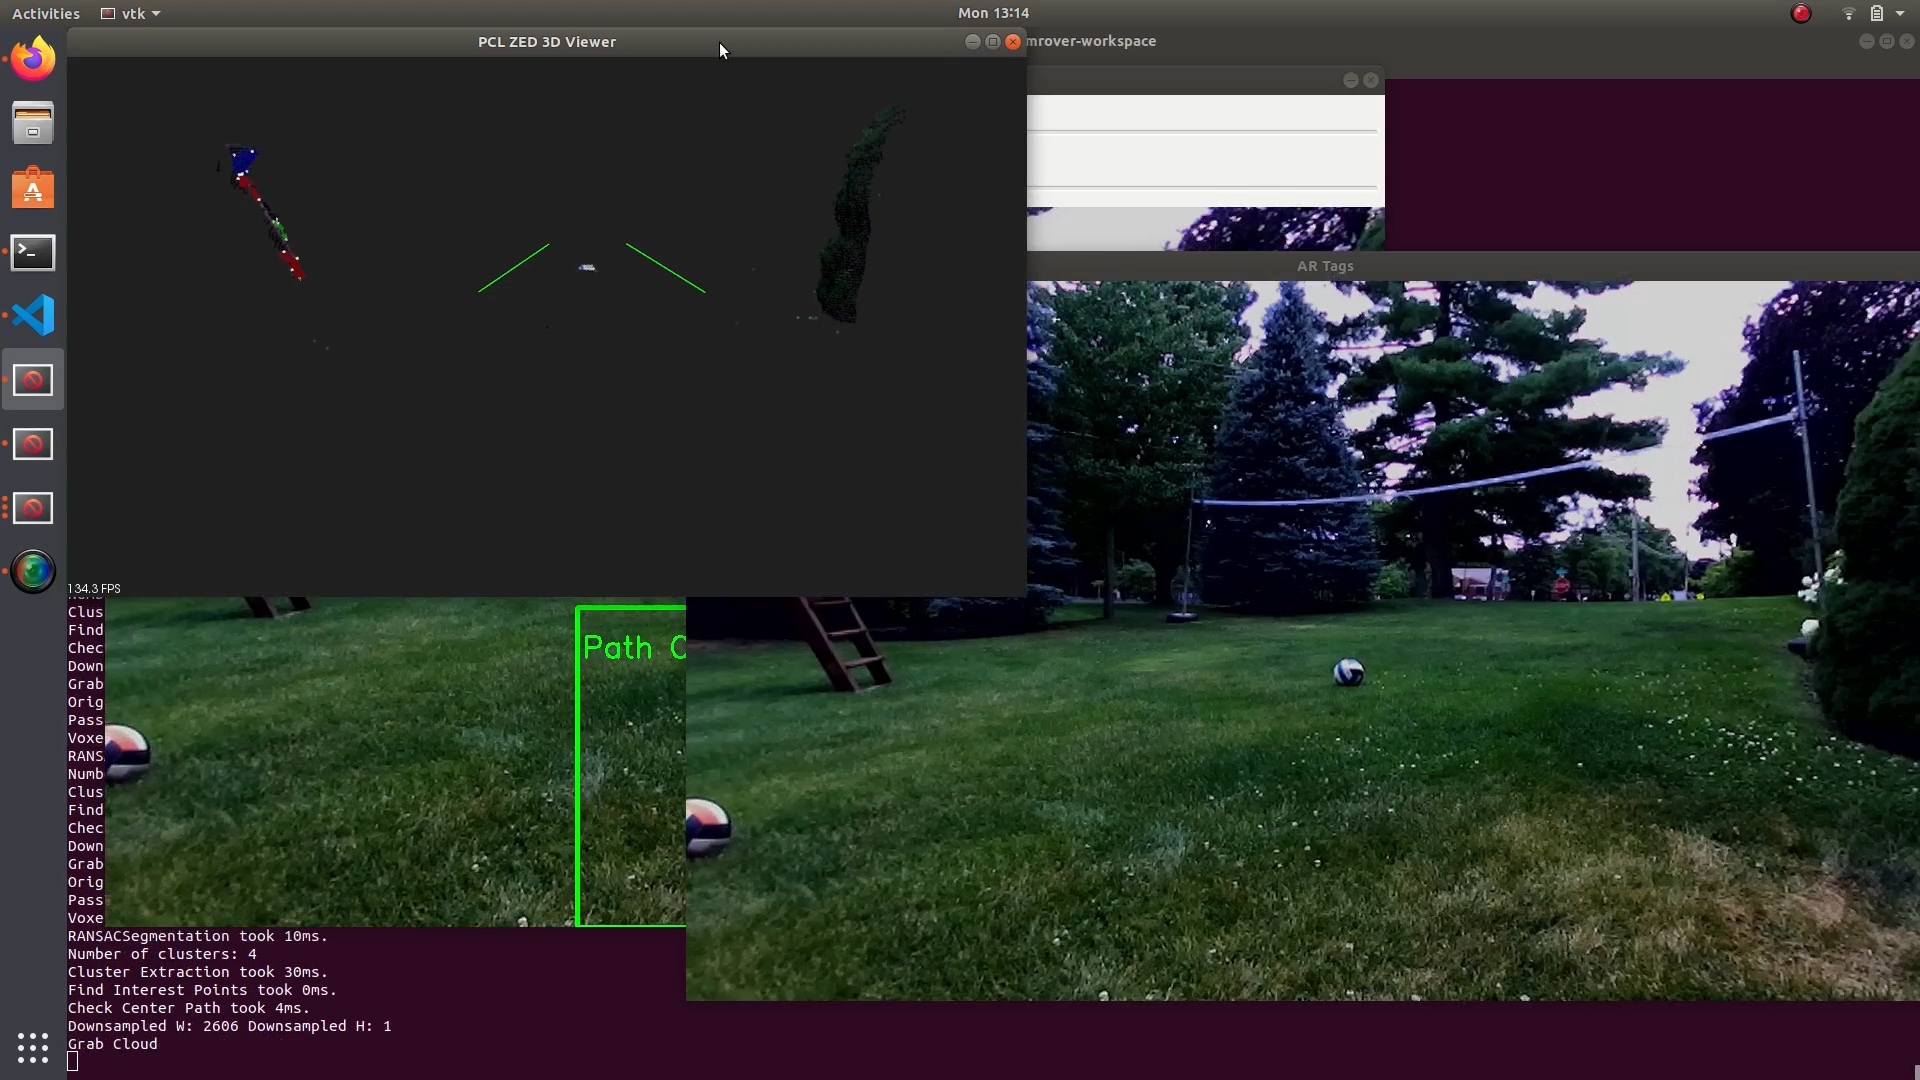 Activities
vtk
Mon 13:14
PCL ZED 3D Viewer
mrover-workspace
AR Tags
134.3 FPS
Clus
Find
Chec
Down
Grab
Orig
Pass
Voxe
RANS
Numb
Clus
Find
Chec
Down
Grab
Orig
Pass
Voxe
Path C
RANSACSegmentation took 10ms.
Number of clusters: 4
Cluster Extraction took 30ms.
Find Interest Points took 0ms.
Check Center Path took 4ms.
Downsampled W: 2606 Downsampled H: 1
Grab Cloud